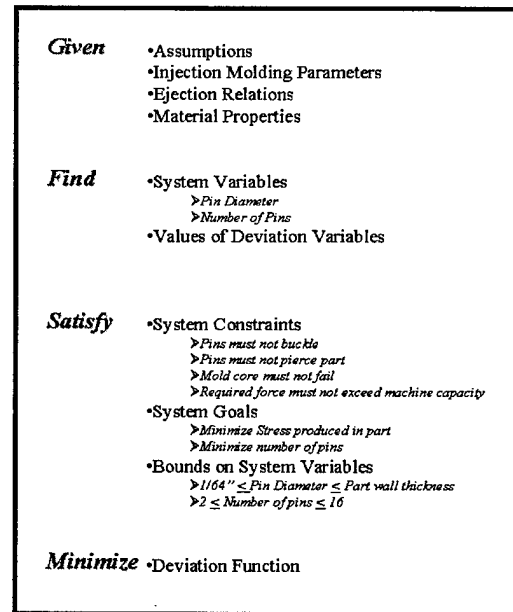 Given •Assumptions
•Injection Molding Parameters
•Ejection Relations
•Material Properties
Find •System Variables
➢Pin Diameter
➢Number of Pins
•Values of Deviation Variables
Satisfy •System Constraints
➢Pins must not buckle
➢Pins must not pierce part
➢Mold core must not fail
➢Required force must not exceed machine capacity
•System Goals
➢Minimize Stress produced in part
➢Minimize number of pins
•Bounds on System Variables
➢1/64" ≤ Pin Diameter ≤ Part wall thickness
➢2 ≤ Number of pins ≤ 16
Minimize •Deviation Function